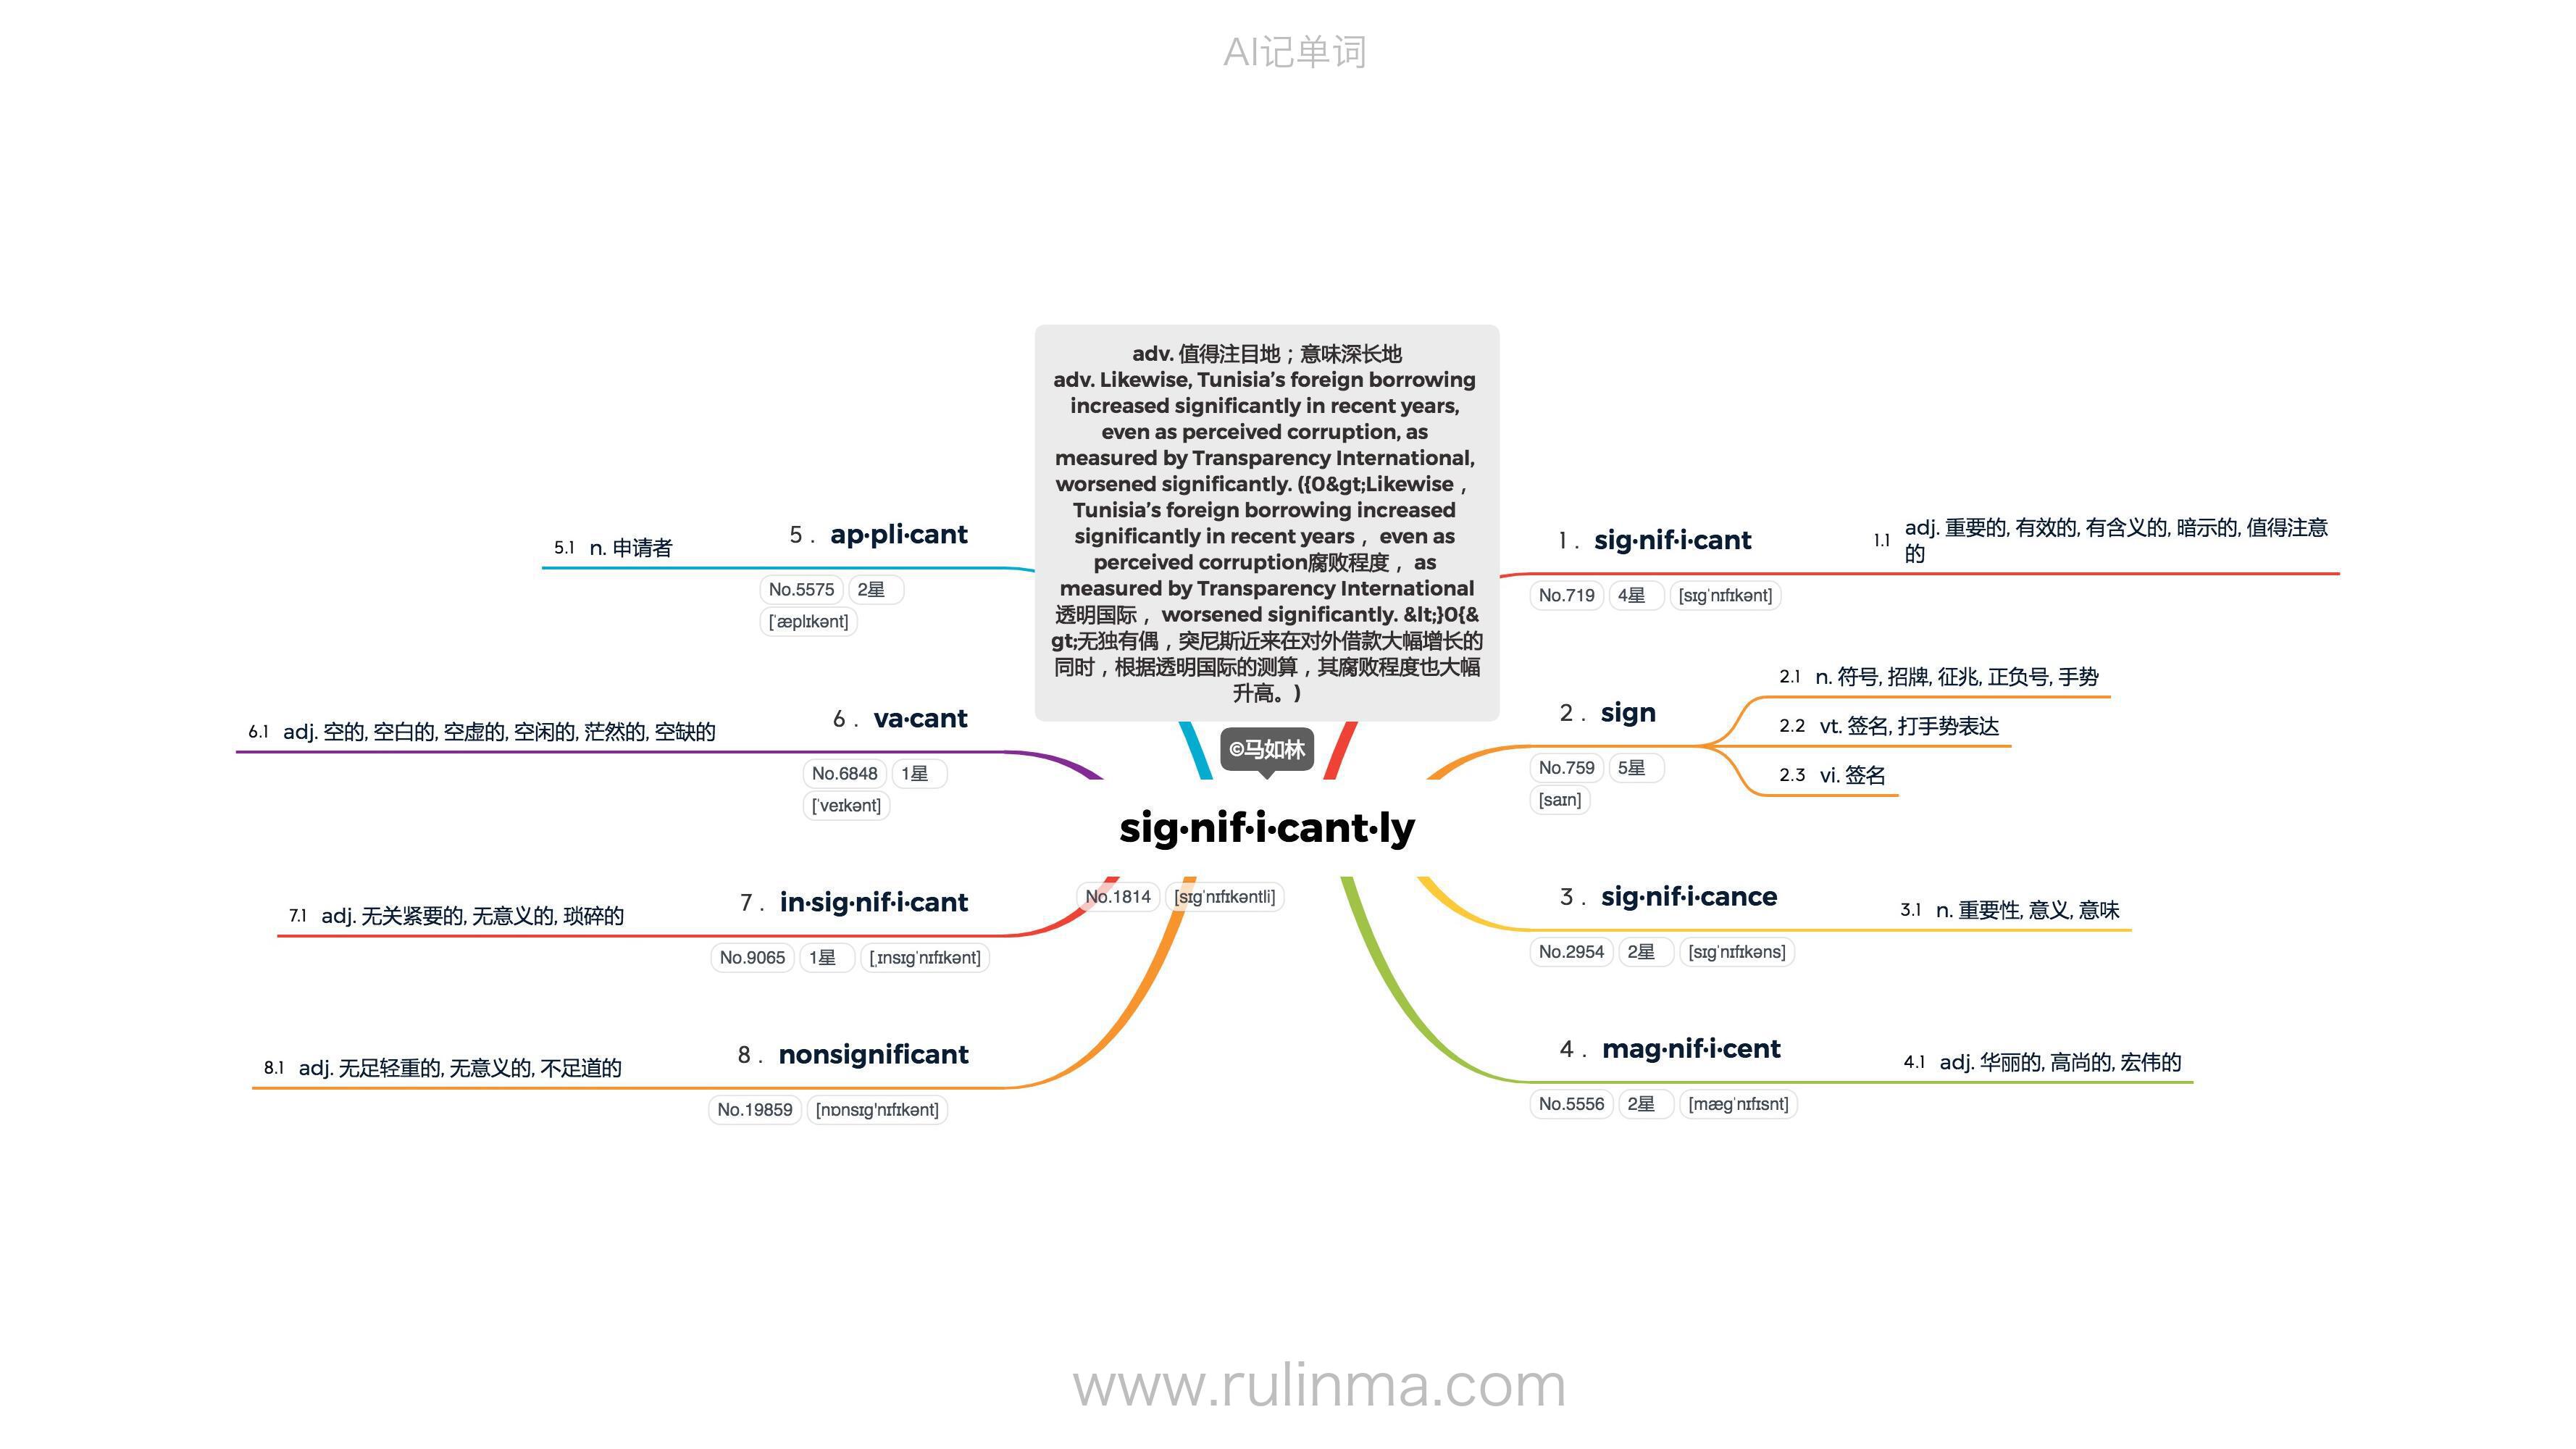 AI记单词
adv. 值得注目地；意味深长地
adv. Likewise, Tunisia’s foreign borrowing
increased significantly in recent years,
even as perceived corruption, as
measured by Transparency International,
worsened significantly. ({0&gt;Likewise，
Tunisia’s foreign borrowing increased
significantly in recent years， even as
perceived corruption腐败程度， as
measured by Transparency International
透明国际， worsened significantly. &lt;}0{&
gt;无独有偶，突尼斯近来在对外借款大幅增长的
同时，根据透明国际的测算，其腐败程度也大幅
升高。)
©马如林
sig·nif·i·cant·ly
No.1814 [sɪɡˈnɪfɪkəntli]
1 . sig·nif·i·cant
No.719 4星 [sɪɡˈnɪfɪkənt]
1.1 adj. 重要的, 有效的, 有含义的, 暗示的, 值得注意
的
2 . sign
No.759 5星
[saɪn]
2.1 n. 符号, 招牌, 征兆, 正负号, 手势
2.2 vt. 签名, 打手势表达
2.3 vi. 签名
3 . sig·nif·i·cance
No.2954 2星 [sɪɡˈnɪfɪkəns]
3.1 n. 重要性, 意义, 意味
4 . mag·nif·i·cent
No.5556 2星 [mæɡˈnɪfɪsnt]
4.1 adj. 华丽的, 高尚的, 宏伟的
5 . ap·pli·cant
No.5575 2星
[ˈæplɪkənt]
5.1 n. 申请者
6 . va·cant
No.6848 1星
[ˈveɪkənt]
6.1 adj. 空的, 空白的, 空虚的, 空闲的, 茫然的, 空缺的
7 . in·sig·nif·i·cant
No.9065 1星 [ˌɪnsɪɡˈnɪfɪkənt]
7.1 adj. 无关紧要的, 无意义的, 琐碎的
8 . nonsignificant
No.19859 [nɒnsɪɡ'nɪfɪkənt]
8.1 adj. 无足轻重的, 无意义的, 不足道的
www.rulinma.com